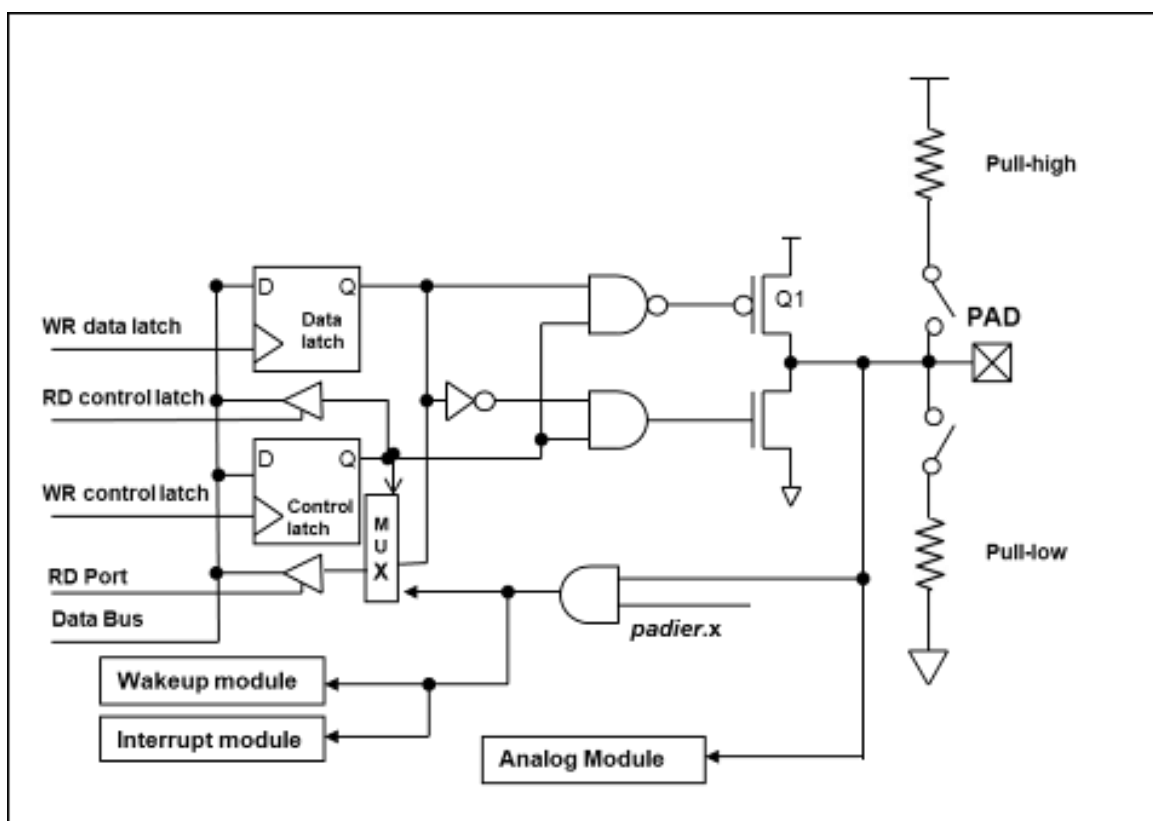 Pull-high
D
Q
Q1
Data
latch
WR data latch
PAD
RD control latch
D
Q
WR control latch
Control
latch
M
U
X
Pull-low
RD Port
Data Bus
padier.x
Wakeup module
Interrupt module
Analog Module